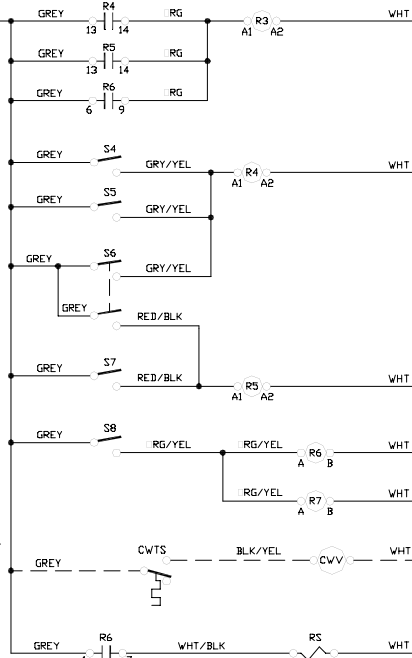 GREY R4 □RG R3 WHT
13 14 A1 A2
GREY R5 □RG
13 14
GREY R6 □RG
6 9
GREY S4 GRY/YEL R4 WHT
A1 A2
GREY S5 GRY/YEL
GREY S6 GRY/YEL
GREY RED/BLK
GREY S7 RED/BLK R5 WHT
A1 A2
GREY S8 □RG/YEL □RG/YEL R6 WHT
A B
□RG/YEL R7 WHT
A B
GREY CWTS BLK/YEL CWV WHT
GREY R6 WHT/BLK RS WHT